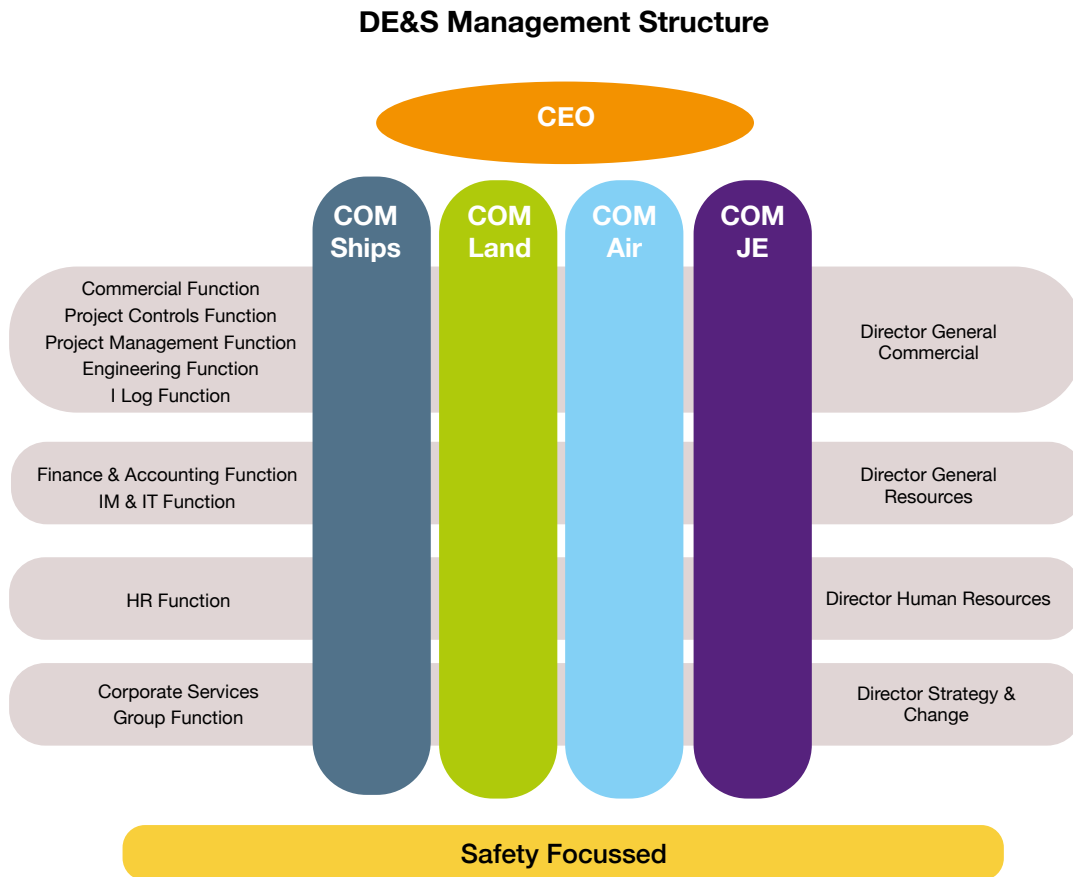 DE&S Management Structure
CEO
COM
Ships
COM
Land
COM
Air
COM
JE
Commercial Function
Project Controls Function
Project Management Function
Engineering Function
I Log Function
Director General
Commercial
Finance & Accounting Function
IM & IT Function
Director General
Resources
HR Function
Director Human Resources
Corporate Services
Group Function
Director Strategy &
Change
Safety Focussed